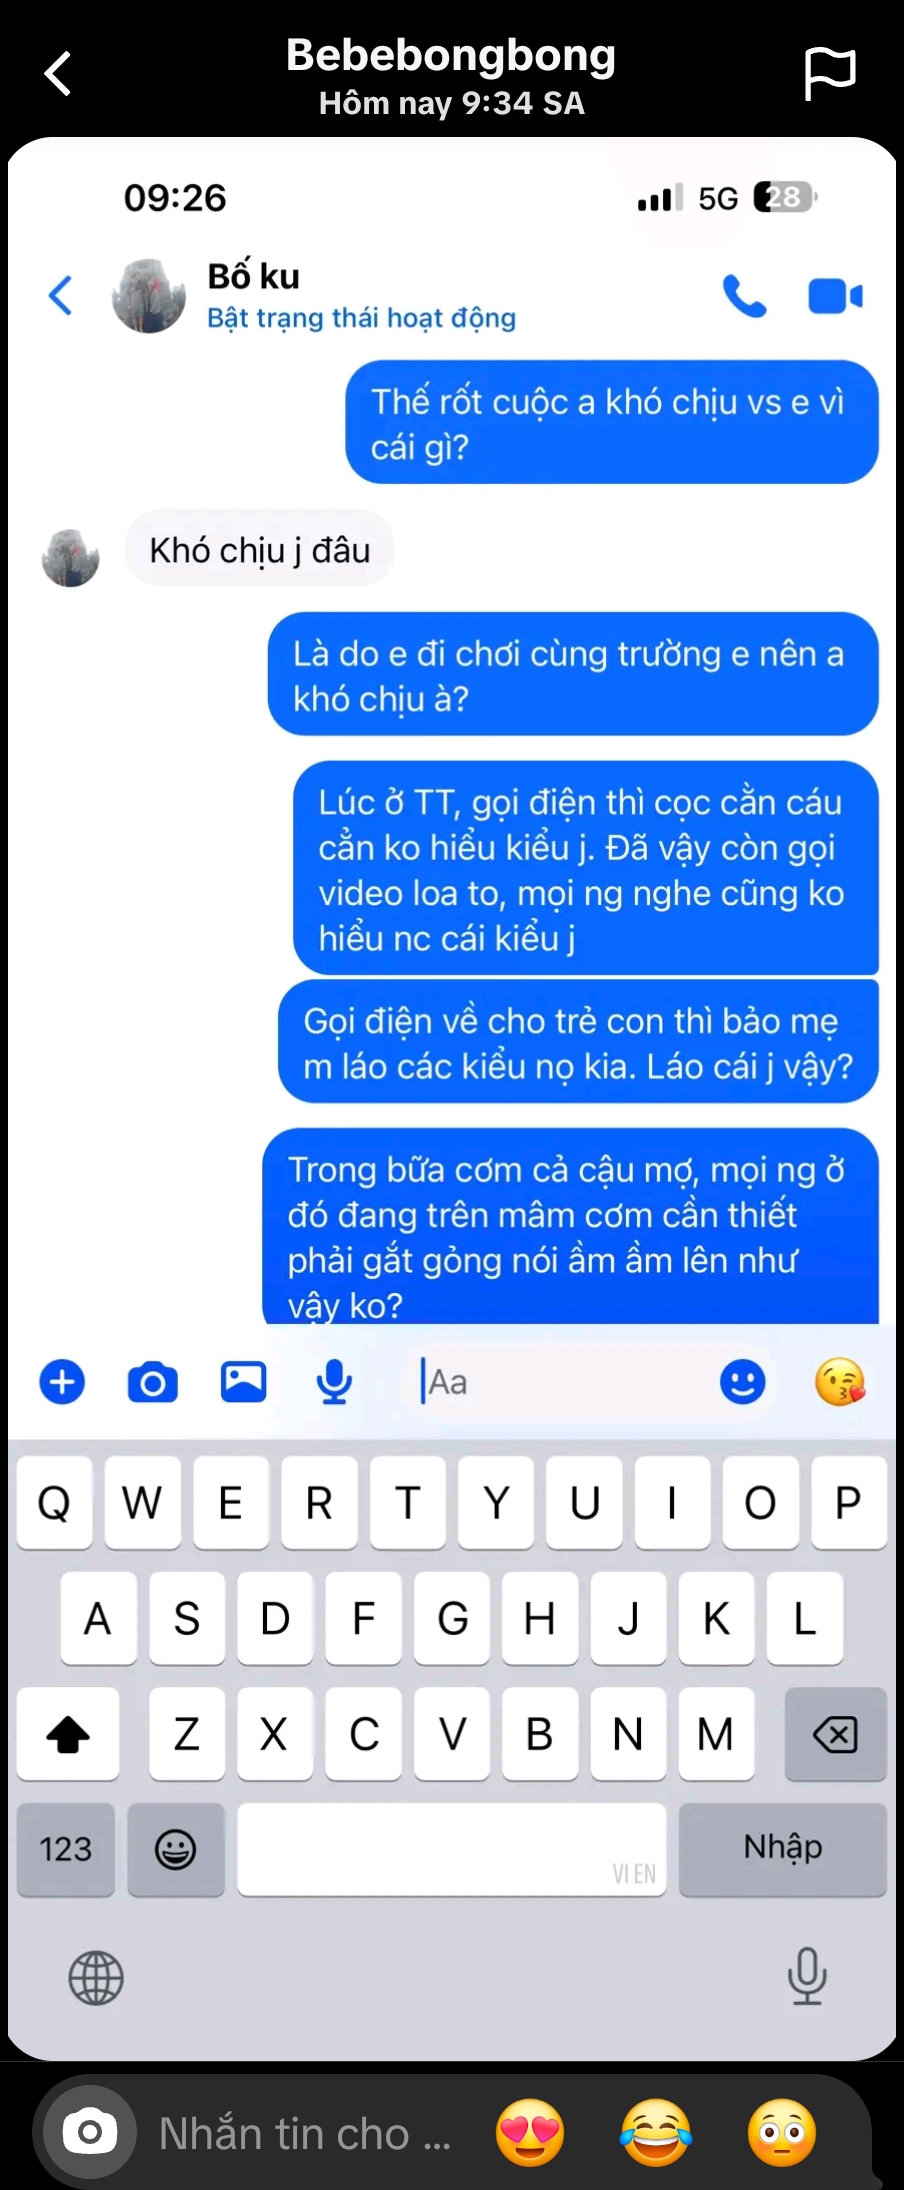 Bebebongbong
Hôm nay 9:34 SA
09:26
5G 28
Bố ku
Bật trạng thái hoạt động
Thế rốt cuộc a khó chịu vs e vì
cái gì?
Khó chịu j đâu
Là do e đi chơi cùng trường e nên a
khó chịu à?
Lúc ở TT, gọi điện thì cọc cằn cáu
cẳn ko hiểu kiểu j. Đã vậy còn gọi
video loa to, mọi ng nghe cũng ko
hiểu nc cái kiểu j
Gọi điện về cho trẻ con thì bảo mẹ
m láo các kiểu nọ kia. Láo cái j vậy?
Trong bữa cơm cả cậu mợ, mọi ng ở
đó đang trên mâm cơm cần thiết
phải gắt gỏng nói ầm ầm lên như
vậy ko?
Aa
Q W E R T Y U I O P
A S D F G H J K L
Z X C V B N M
123
VI EN
Nhập
Nhắn tin cho ...